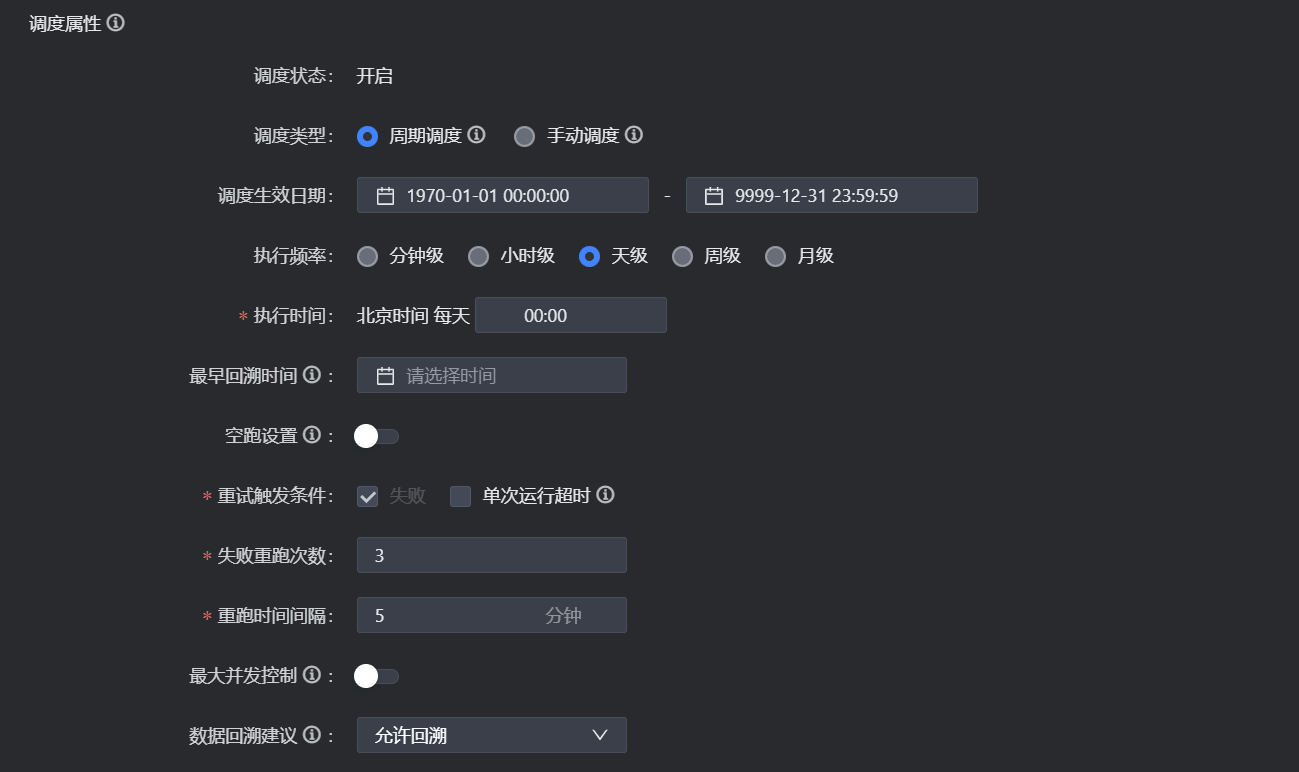 调度属性
调度状态： 开启
调度类型： 周期调度 手动调度
调度生效日期： 1970-01-01 00:00:00 - 9999-12-31 23:59:59
执行频率： 分钟级 小时级 天级 周级 月级
* 执行时间： 北京时间 每天 00:00
最早回溯时间 ： 请选择时间
空跑设置 ：
* 重试触发条件： 失败 单次运行超时
* 失败重跑次数： 3
* 重跑时间间隔： 5 分钟
最大并发控制 ：
数据回溯建议 ： 允许回溯